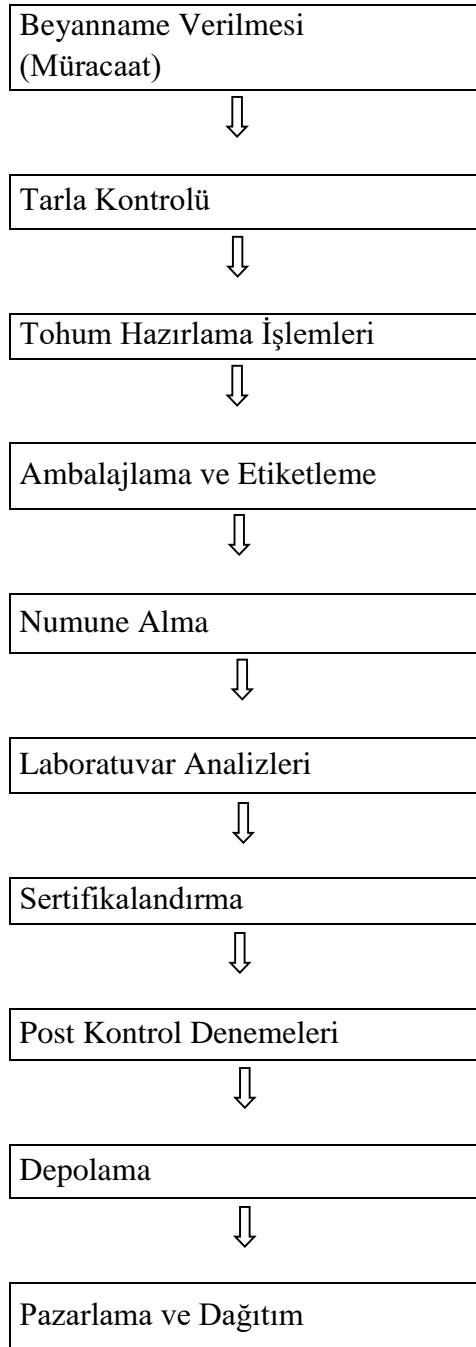 Beyanname Verilmesi
(Müracaat)
Tarla Kontrolü
Tohum Hazırlama İşlemleri
Ambalajlama ve Etiketleme
Numune Alma
Laboratuvar Analizleri
Sertifikalandırma
Post Kontrol Denemeleri
Depolama
Pazarlama ve Dağıtım